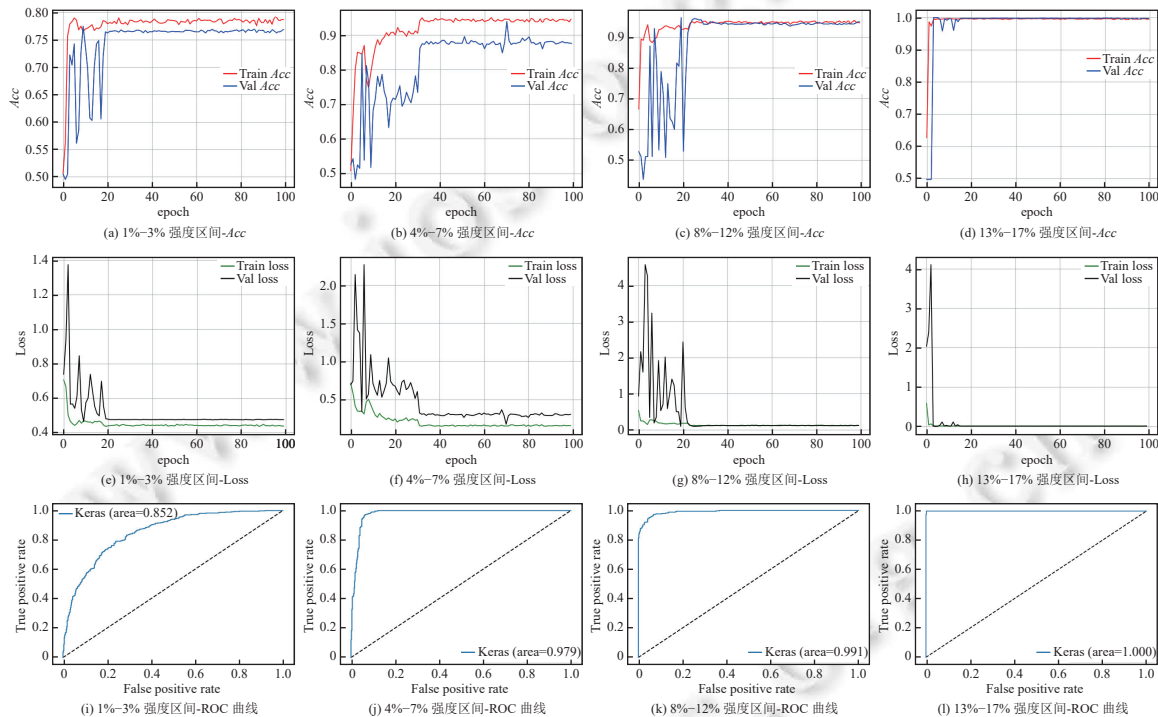 0.80
0.75
0.70
0.65
0.60
0.55
0.50
Acc
Train Acc
Val Acc
0 20 40 60 80 100
epoch
(a) 1%−3% 强度区间-Acc
0.9
0.8
0.7
0.6
0.5
Acc
Train Acc
Val Acc
0 20 40 60 80 100
epoch
(b) 4%−7% 强度区间-Acc
0.9
0.8
0.7
0.6
0.5
Acc
Train Acc
Val Acc
0 20 40 60 80 100
epoch
(c) 8%−12% 强度区间-Acc
1.0
0.9
0.8
0.7
0.6
0.5
Acc
Train Acc
Val Acc
0 20 40 60 80 100
epoch
(d) 13%−17% 强度区间-Acc
1.4
1.2
1.0
0.8
0.6
0.4
Loss
Train loss
Val loss
0 20 40 60 80 100
epoch
(e) 1%−3% 强度区间-Loss
2.0
1.5
1.0
0.5
Loss
Train loss
Val loss
0 20 40 60 80 100
epoch
(f) 4%−7% 强度区间-Loss
4
3
2
1
0
Loss
Train loss
Val loss
0 20 40 60 80 100
epoch
(g) 8%−12% 强度区间-Loss
4
3
2
1
0
Loss
Train loss
Val loss
0 20 40 60 80 100
epoch
(h) 13%−17% 强度区间-Loss
1.0
0.8
0.6
0.4
0.2
0
True positive rate
Keras (area=0.852)
0 0.2 0.4 0.6 0.8 1.0
False positive rate
(i) 1%−3% 强度区间-ROC 曲线
1.0
0.8
0.6
0.4
0.2
0
True positive rate
Keras (area=0.979)
0 0.2 0.4 0.6 0.8 1.0
False positive rate
(j) 4%−7% 强度区间-ROC 曲线
1.0
0.8
0.6
0.4
0.2
0
True positive rate
Keras (area=0.991)
0 0.2 0.4 0.6 0.8 1.0
False positive rate
(k) 8%−12% 强度区间-ROC 曲线
1.0
0.8
0.6
0.4
0.2
0
True positive rate
Keras (area=1.000)
0 0.2 0.4 0.6 0.8 1.0
False positive rate
(l) 13%−17% 强度区间-ROC 曲线